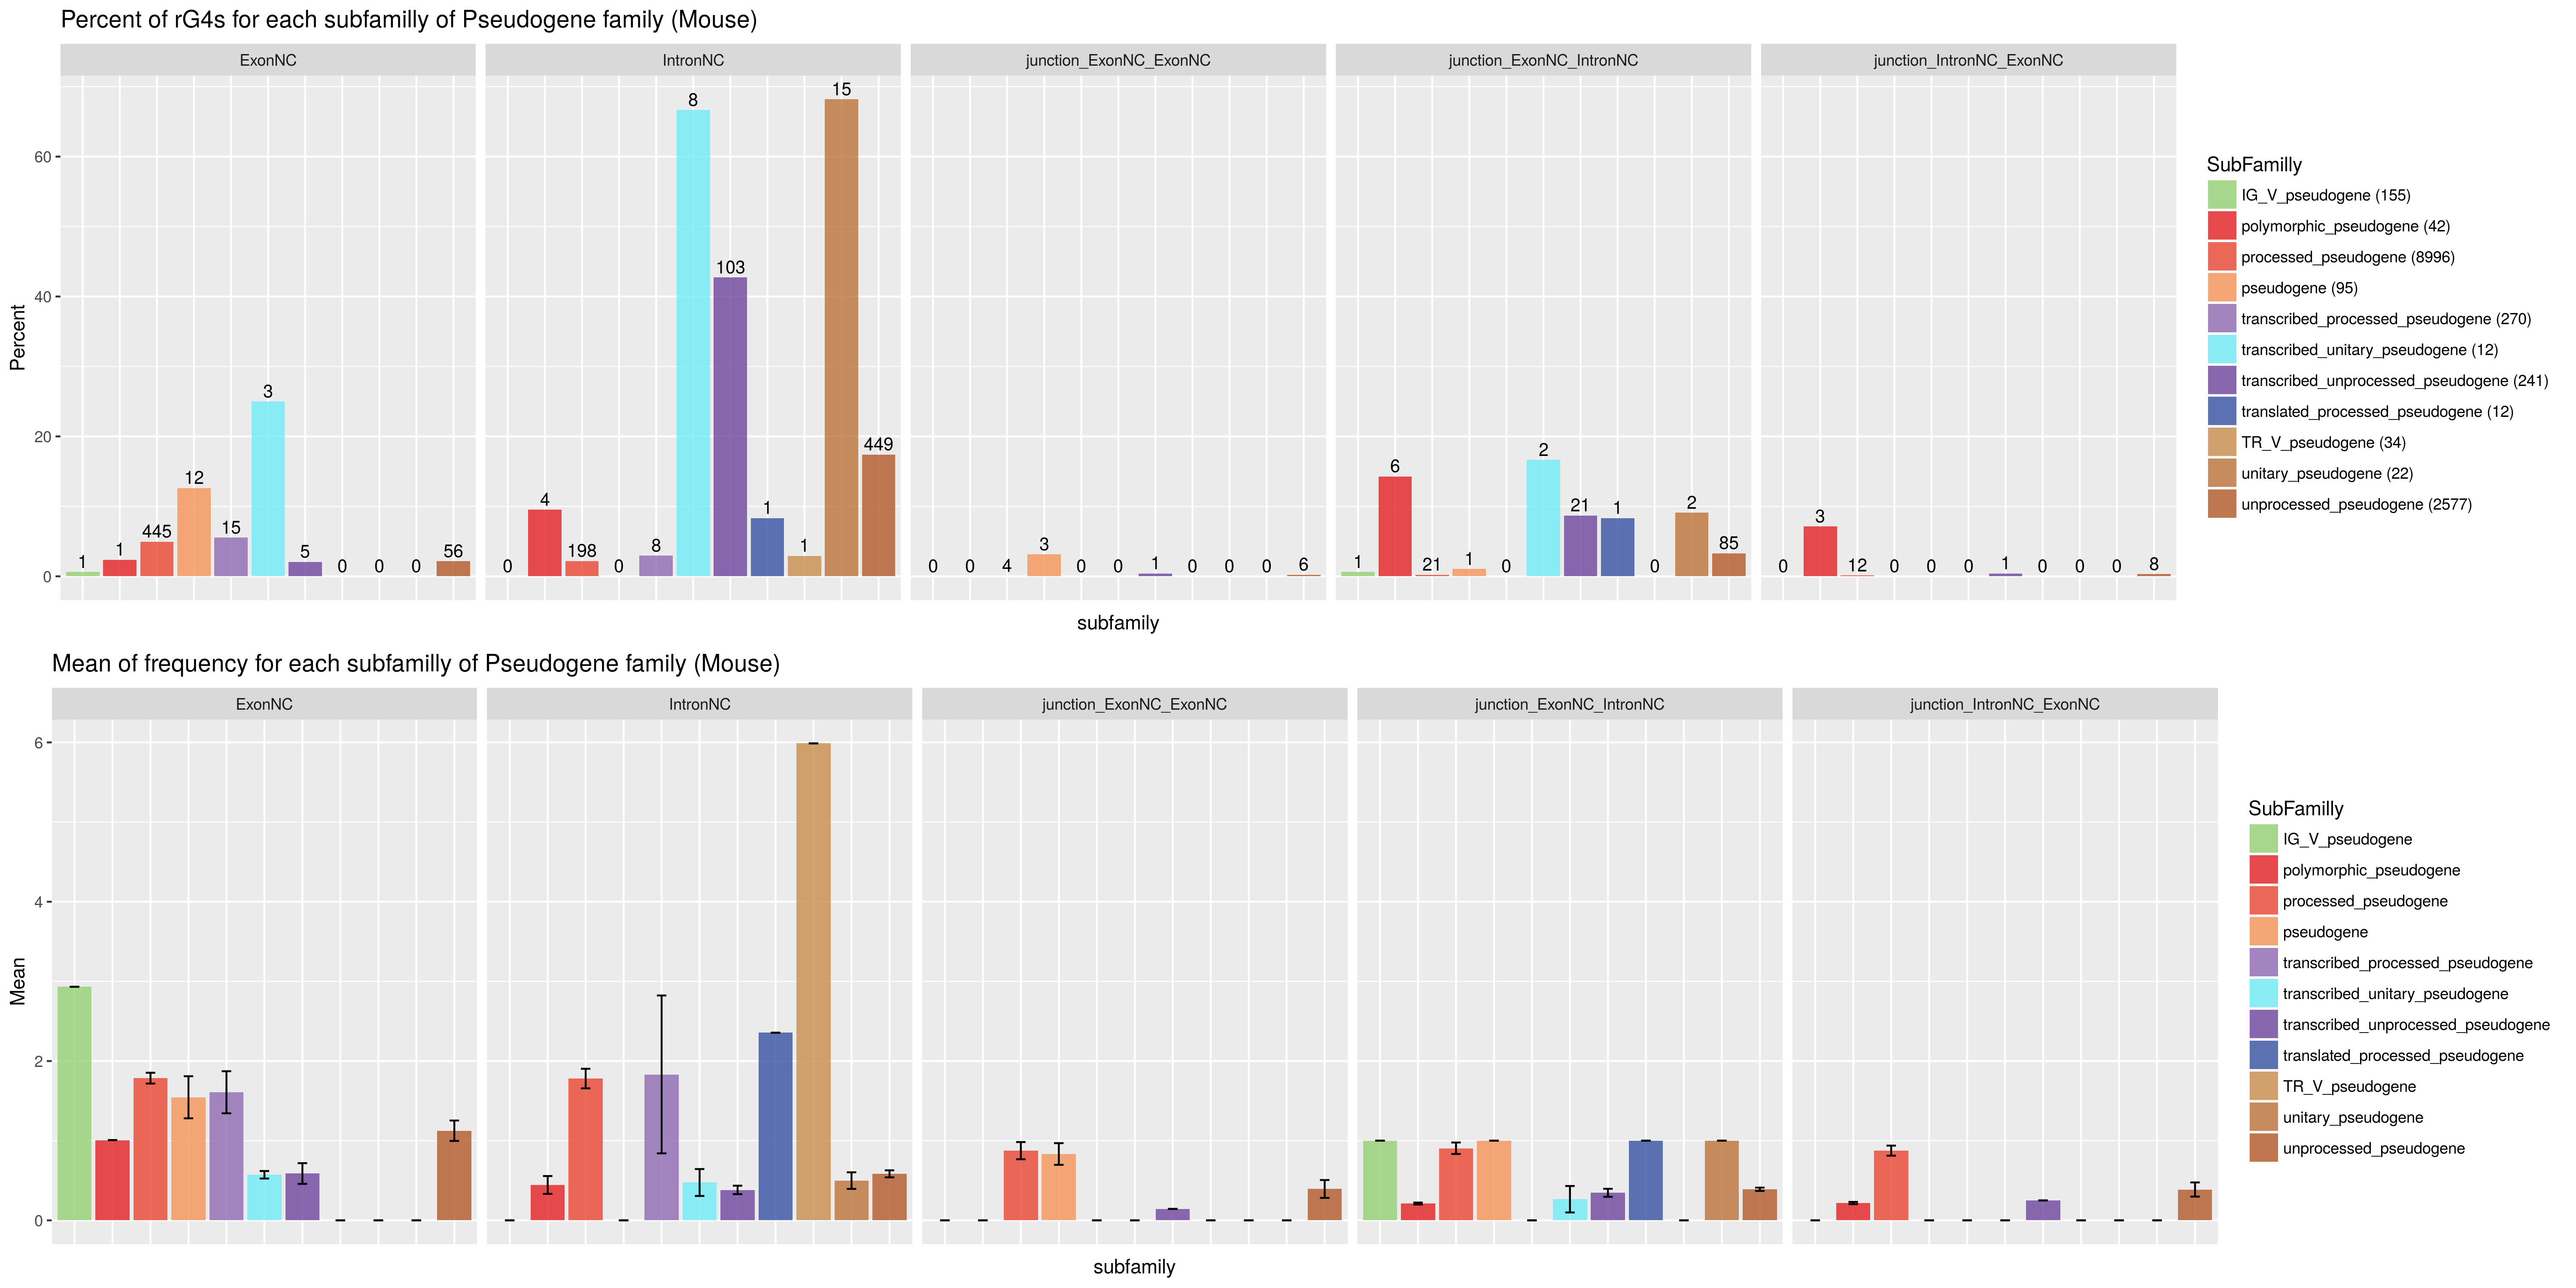 Percent of rG4s for each subfamilly of Pseudogene family (Mouse)
ExonNC IntronNC junction_ExonNC_ExonNC junction_ExonNC_IntronNC junction_IntronNC_ExonNC
Percent
60
40
20
0
1 1 445 12 15 3 5 0 0 0 56
0 4 198 0 8 8 103 1 1 15 449
0 0 4 3 0 0 1 0 0 0 6
1 6 21 1 0 2 21 1 0 2 85
0 3 12 0 0 0 1 0 0 0 8
subfamily
SubFamilly
IG_V_pseudogene (155)
polymorphic_pseudogene (42)
processed_pseudogene (8996)
pseudogene (95)
transcribed_processed_pseudogene (270)
transcribed_unitary_pseudogene (12)
transcribed_unprocessed_pseudogene (241)
translated_processed_pseudogene (12)
TR_V_pseudogene (34)
unitary_pseudogene (22)
unprocessed_pseudogene (2577)
Mean of frequency for each subfamilly of Pseudogene family (Mouse)
ExonNC IntronNC junction_ExonNC_ExonNC junction_ExonNC_IntronNC junction_IntronNC_ExonNC
Mean
6
4
2
0
subfamily
SubFamilly
IG_V_pseudogene
polymorphic_pseudogene
processed_pseudogene
pseudogene
transcribed_processed_pseudogene
transcribed_unitary_pseudogene
transcribed_unprocessed_pseudogene
translated_processed_pseudogene
TR_V_pseudogene
unitary_pseudogene
unprocessed_pseudogene